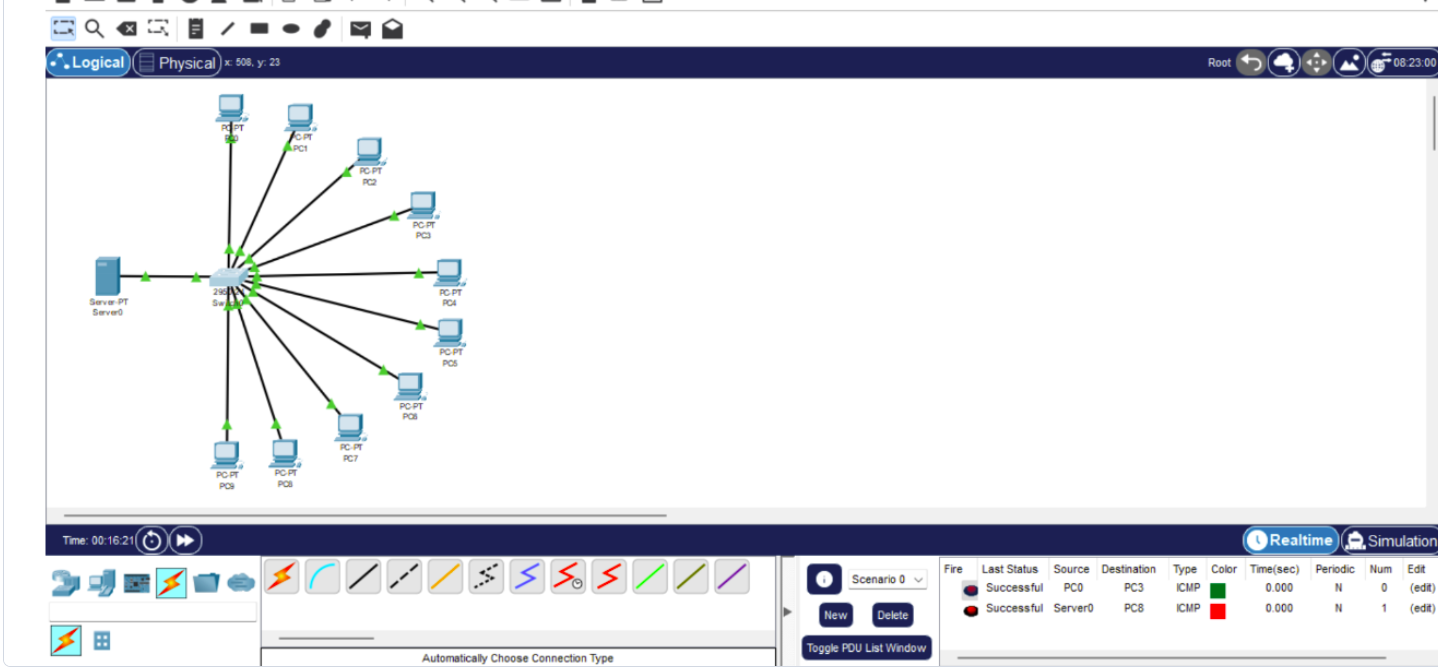 Logical Physical x: 508, y: 23 Root 08:23:00
PC-PT
PC-PT
PC1
PC-PT
PC2
PC-PT
PC3
PC-PT
PC4
PC-PT
PC5
PC-PT
PC6
PC-PT
PC7
PC-PT
PC-PT
PC9
Server-PT
Server0
Time: 00:16:21 Realtime Simulation
Scenario 0
New Delete
Toggle PDU List Window
Fire Last Status Source Destination Type Color Time(sec) Periodic Num Edit
Successful PC0 PC3 ICMP 0.000 N 0 (edit)
Successful Server0 PC8 ICMP 0.000 N 1 (edit)
Automatically Choose Connection Type